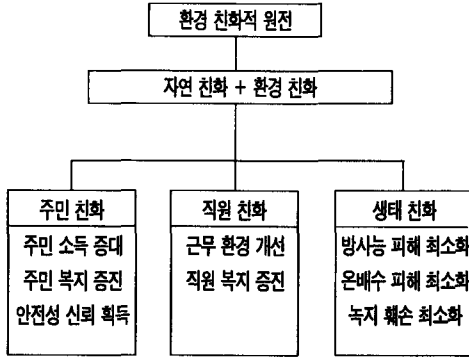 환경 친화적 원전
자연 친화 + 환경 친화
주민 친화
주민 소득 증대
주민 복지 증진
안전성 신뢰 획득
직원 친화
근무 환경 개선
직원 복지 증진
생태 친화
방사능 피해 최소화
온배수 피해 최소화
녹지 훼손 최소화